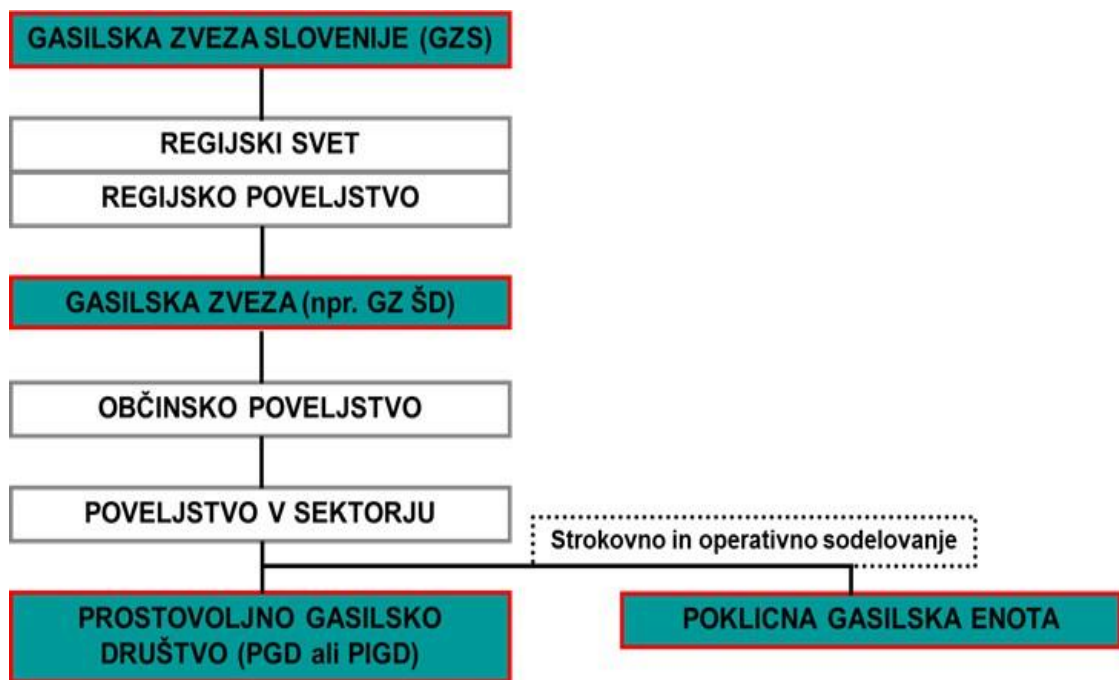 GASILSKA ZVEZA SLOVENIJE (GZS)
REGIJSKI SVET
REGIJSKO POVELJSTVO
GASILSKA ZVEZA (npr. GZ ŠD)
OBČINSKO POVELJSTVO
POVELJSTVO V SEKTORJU
Strokovno in operativno sodelovanje
PROSTOVOLJNO GASILSKO
DRUŠTVO (PGD ali PIGD)
POKLICNA GASILSKA ENOTA